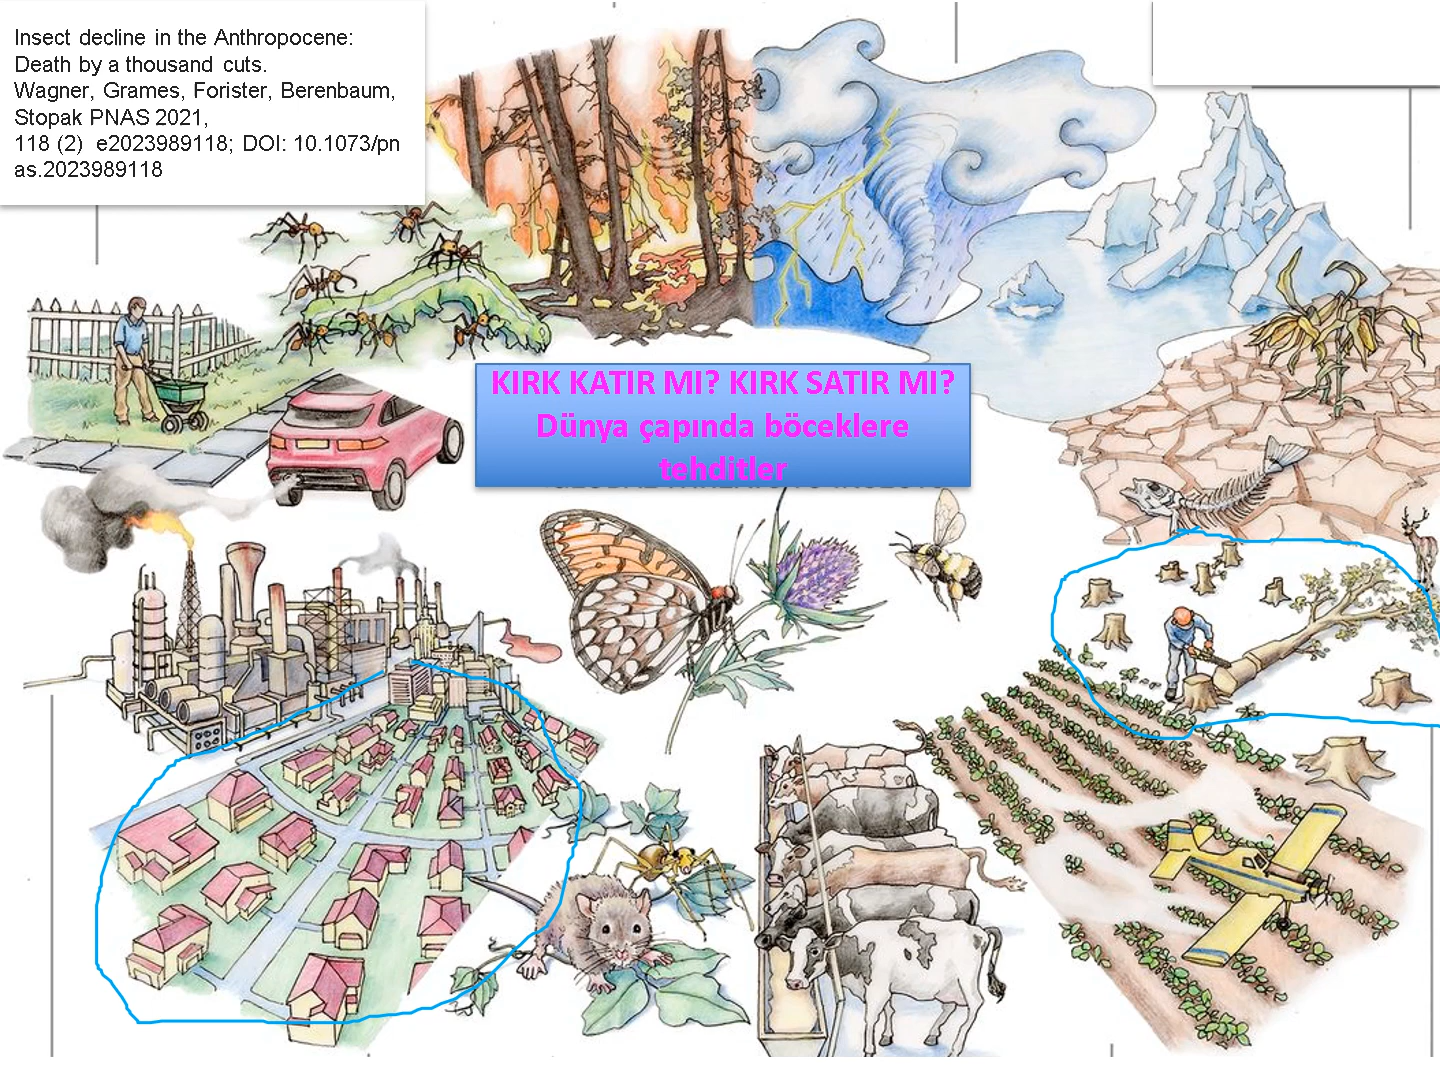 Insect decline in the Anthropocene:
Death by a thousand cuts.
Wagner, Grames, Forister, Berenbaum,
Stopak PNAS 2021,
118 (2) e2023989118; DOI: 10.1073/pn
as.2023989118
KIRK KATIR MI? KIRK SATIR MI?
Dünya çapında böceklere
tehditler